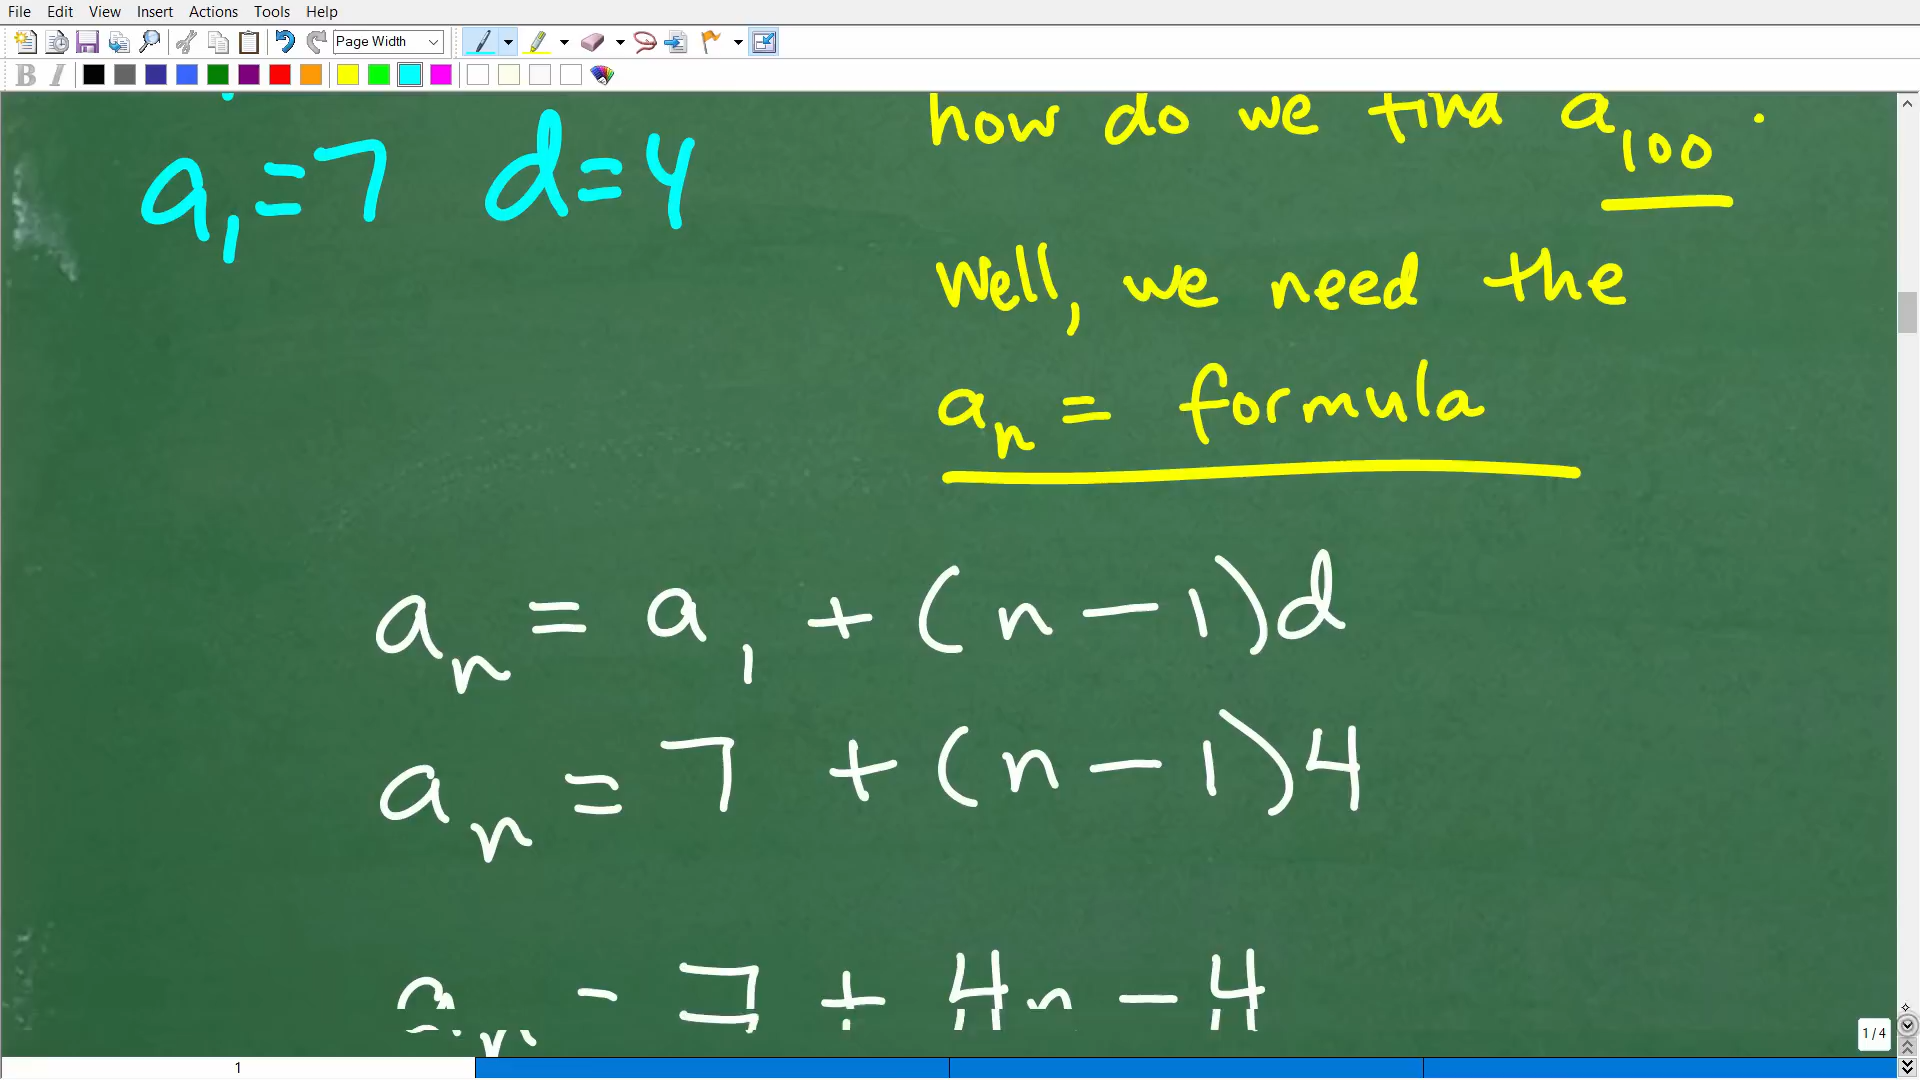 File Edit View Insert Actions Tools Help
Page Width
B I
how do we find a₁₀₀ .
a₁ = 7 d = 4
Well, we need the
aₙ = formula
aₙ = a₁ + (n - 1)d
aₙ = 7 + (n - 1)4
aₙ = 7 + 4n - 4
1 / 4
1